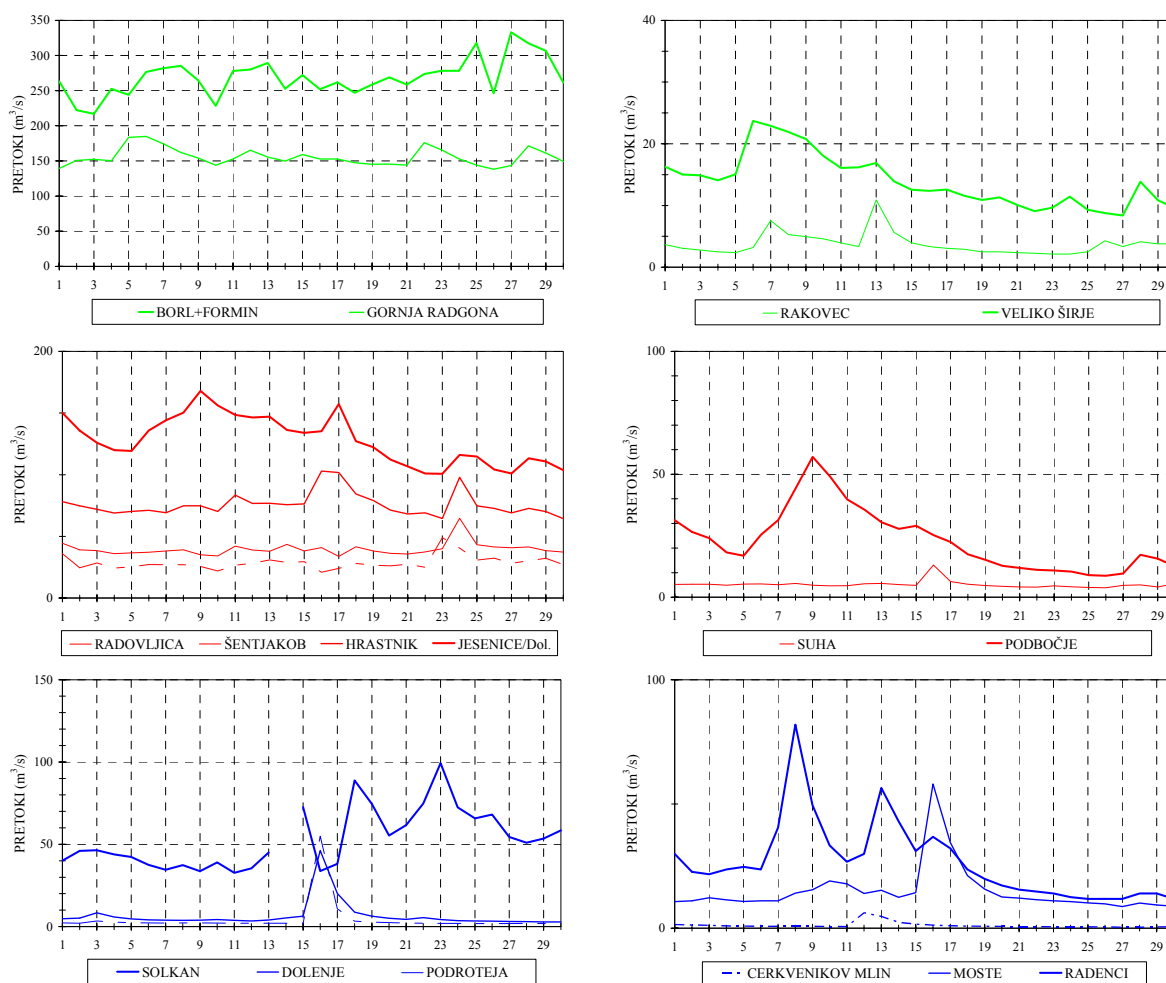 PRETOKI (m³/s)
350
300
250
200
150
100
50
0
1 3 5 7 9 11 13 15 17 19 21 23 25 27 29
BORL+FORMIN GORNJA RADGONA
PRETOKI (m³/s)
40
20
0
1 3 5 7 9 11 13 15 17 19 21 23 25 27 29
RAKOVEC VELIKO ŠIRJE
PRETOKI (m³/s)
200
0
1 3 5 7 9 11 13 15 17 19 21 23 25 27 29
RADOVLJICA ŠENTJAKOB HRASTNIK JESENICE/Dol.
PRETOKI (m³/s)
100
50
0
1 3 5 7 9 11 13 15 17 19 21 23 25 27 29
SUHA PODBOČJE
PRETOKI (m³/s)
150
100
50
0
1 3 5 7 9 11 13 15 17 19 21 23 25 27 29
SOLKAN DOLENJE PODROTEJA
PRETOKI (m³/s)
100
0
1 3 5 7 9 11 13 15 17 19 21 23 25 27 29
CERKVENIKOV MLIN MOSTE RADENCI